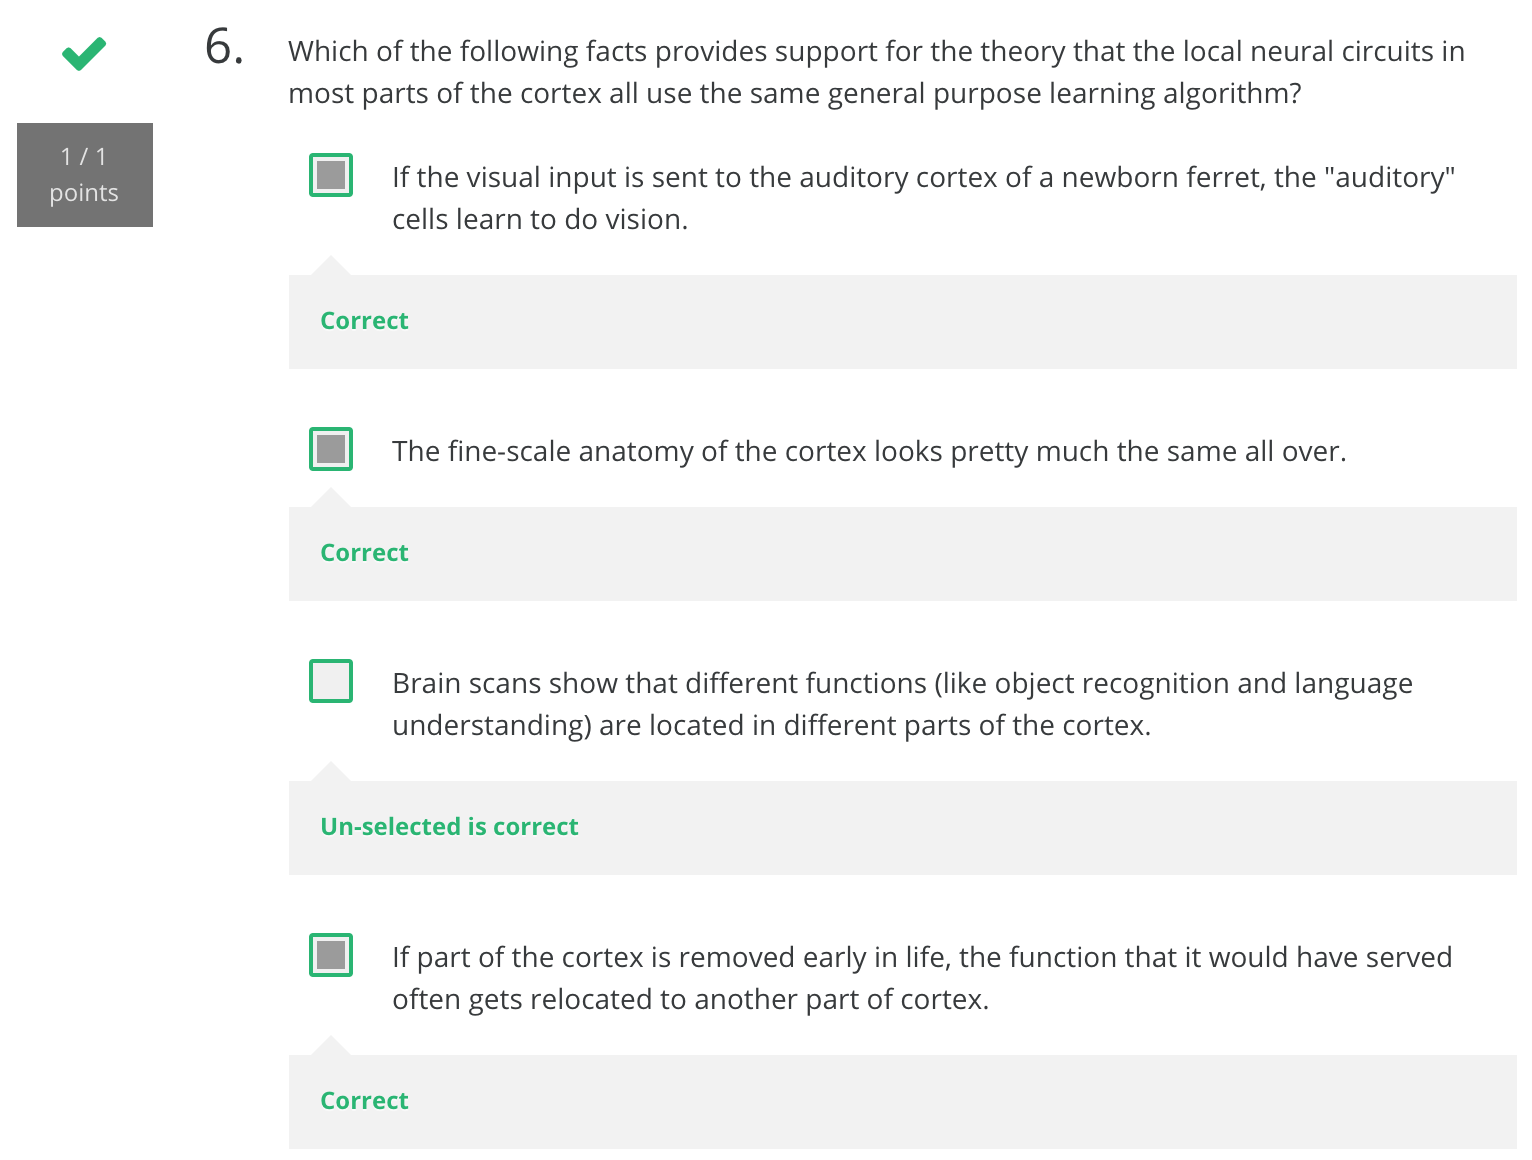 6.
Which of the following facts provides support for the theory that the local neural circuits in
most parts of the cortex all use the same general purpose learning algorithm?
1 / 1
points
If the visual input is sent to the auditory cortex of a newborn ferret, the "auditory"
cells learn to do vision.
Correct
The fine-scale anatomy of the cortex looks pretty much the same all over.
Correct
Brain scans show that different functions (like object recognition and language
understanding) are located in different parts of the cortex.
Un-selected is correct
If part of the cortex is removed early in life, the function that it would have served
often gets relocated to another part of cortex.
Correct